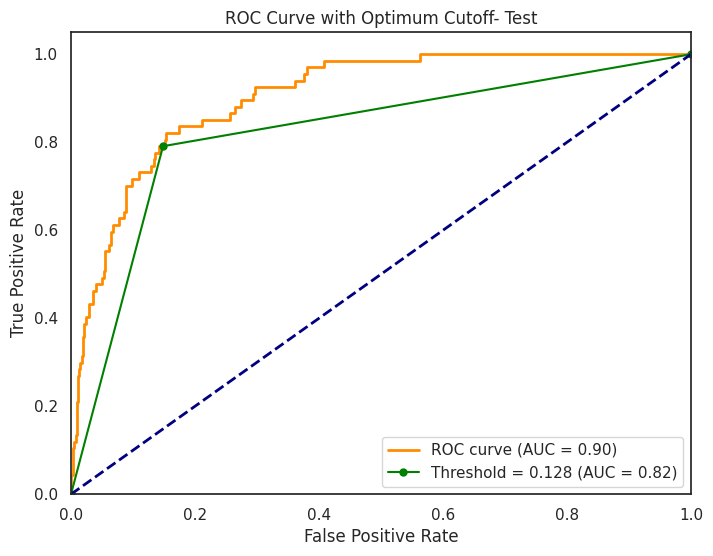 ROC Curve with Optimum Cutoff- Test
True Positive Rate
1.0
0.8
0.6
0.4
0.2
0.0
0.0 0.2 0.4 0.6 0.8 1.0
False Positive Rate
ROC curve (AUC = 0.90)
Threshold = 0.128 (AUC = 0.82)